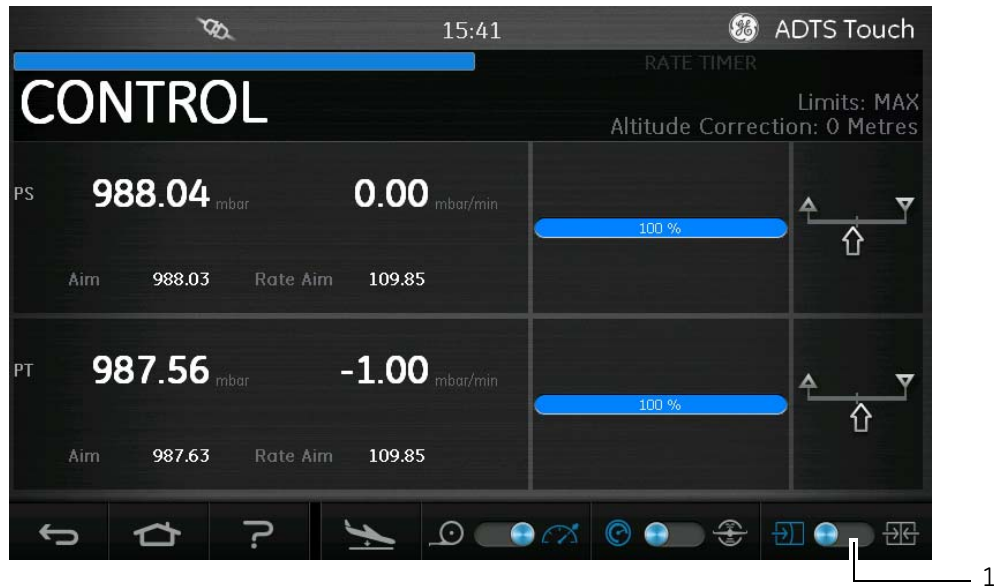 15:41
ADTS Touch
RATE TIMER
CONTROL
Limits: MAX
Altitude Correction: 0 Metres
PS 988.04 mbar 0.00 mbar/min
100 %
Aim 988.03 Rate Aim 109.85
PT 987.56 mbar -1.00 mbar/min
100 %
Aim 987.63 Rate Aim 109.85
?
1